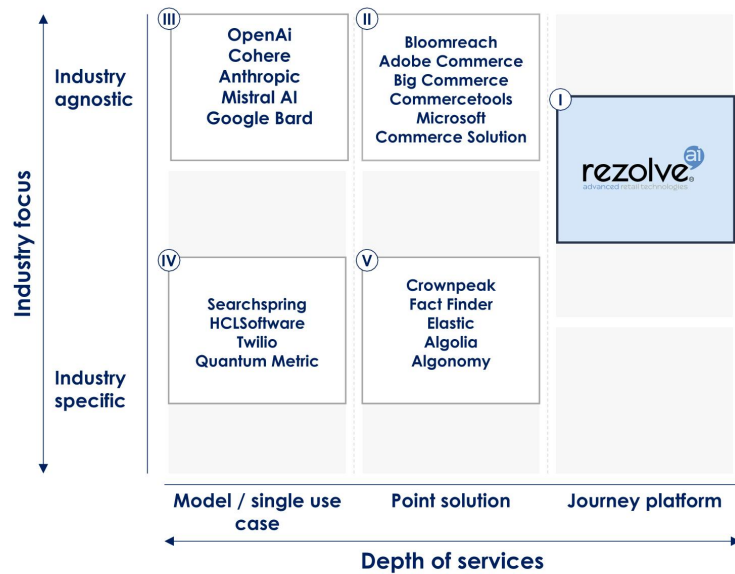 III
OpenAi
Cohere
Anthropic
Mistral AI
Google Bard
II
Bloomreach
Adobe Commerce
Big Commerce
Commercetools
Microsoft
Commerce Solution
I
rezolve ai
advanced retail technologies
Industry
agnostic
Industry focus
IV
Searchspring
HCLSoftware
Twilio
Quantum Metric
V
Crownpeak
Fact Finder
Elastic
Algolia
Algonomy
Industry
specific
Model / single use
case
Point solution
Journey platform
Depth of services